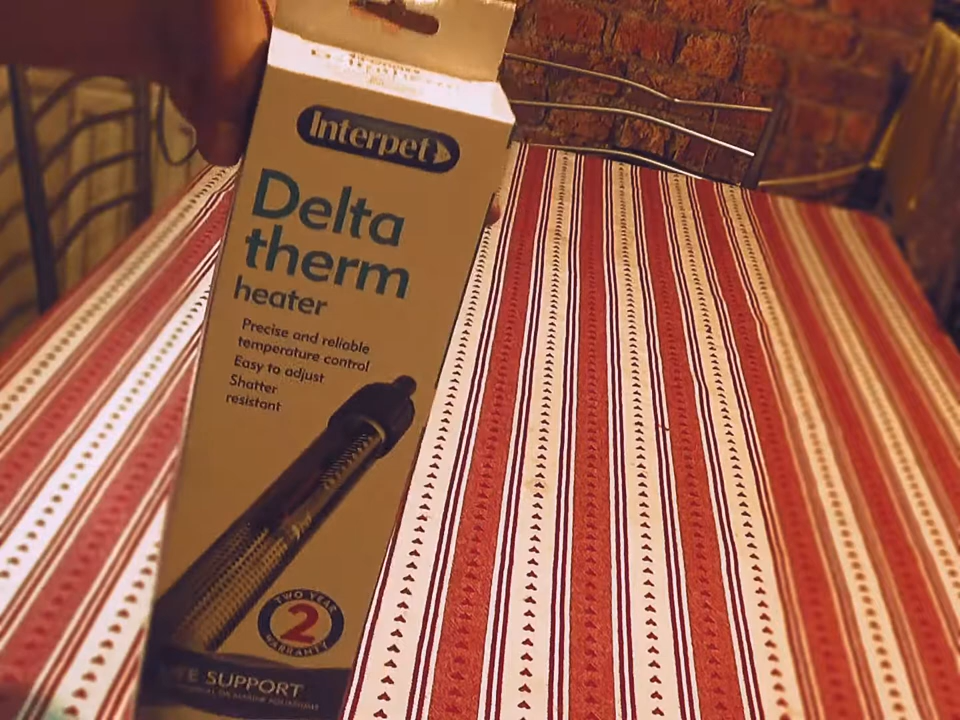 Interpet
Delta
therm
heater
Precise and reliable
temperature control
Easy to adjust
Shatter
resistant
TWO YEAR
2
WARRANTY
SUPPORT